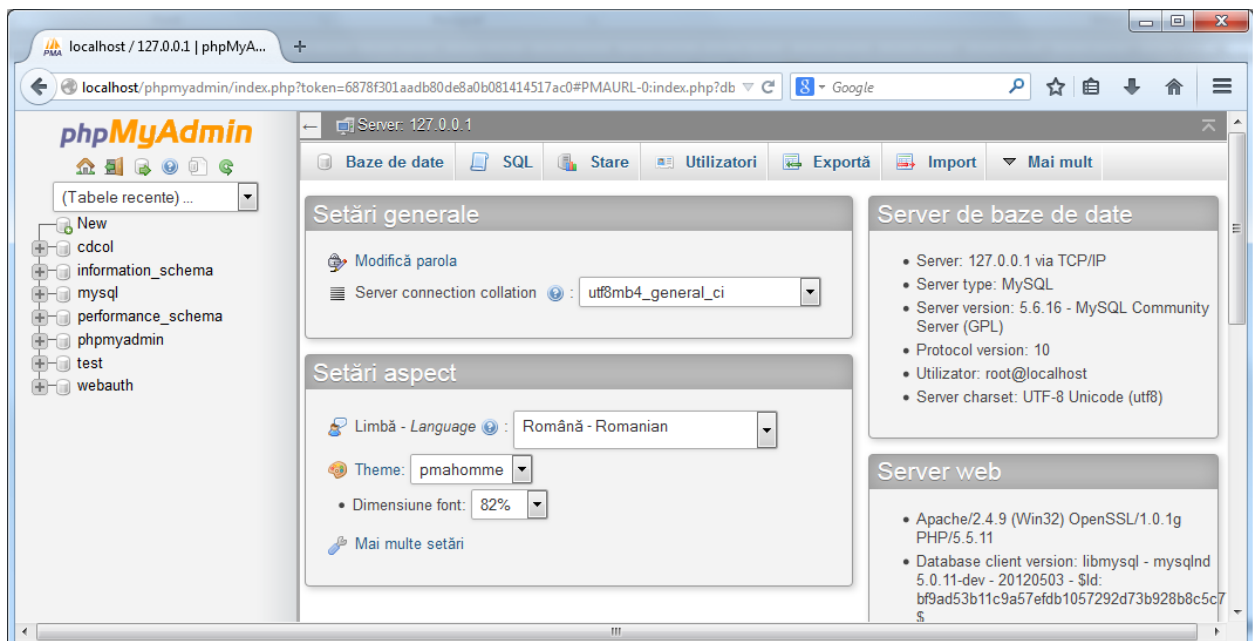 localhost / 127.0.0.1 | phpMyA...
localhost/phpmyadmin/index.php?token=6878f301aadb80de8a0b081414517ac0#PMAURL-0:index.php?db
Google
phpMyAdmin
(Tabele recente) ...
New
cdcol
information_schema
mysql
performance_schema
phpmyadmin
test
webauth
Server: 127.0.0.1
Baze de date SQL Stare Utilizatori Exportă Import Mai mult
Setări generale
Modifică parola
Server connection collation : utf8mb4_general_ci
Setări aspect
Limbă - Language : Română - Romanian
Theme: pmahomme
• Dimensiune font: 82%
Mai multe setări
Server de baze de date
• Server: 127.0.0.1 via TCP/IP
• Server type: MySQL
• Server version: 5.6.16 - MySQL Community
Server (GPL)
• Protocol version: 10
• Utilizator: root@localhost
• Server charset: UTF-8 Unicode (utf8)
Server web
• Apache/2.4.9 (Win32) OpenSSL/1.0.1g
PHP/5.5.11
• Database client version: libmysql - mysqlnd
5.0.11-dev - 20120503 - $Id:
bf9ad53b11c9a57efdb1057292d73b928b8c5c7
$